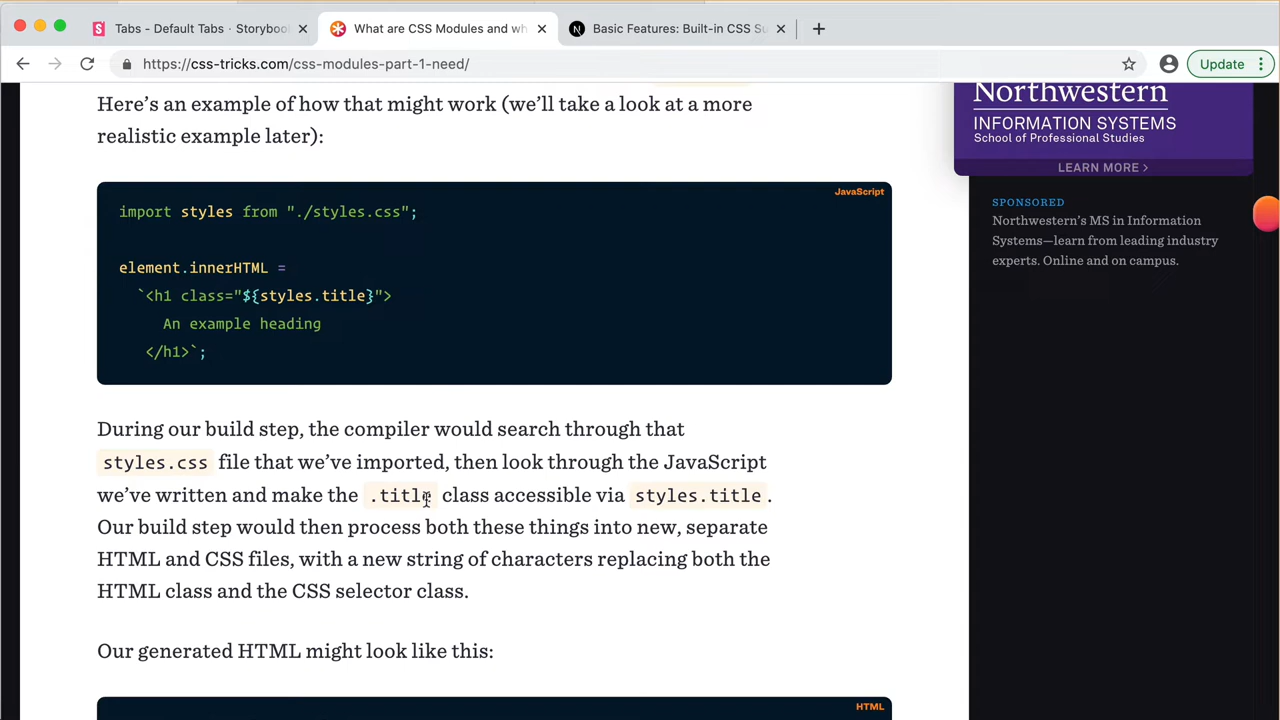 Tabs - Default Tabs · Storyboo
What are CSS Modules and wh
Basic Features: Built-in CSS Su
https://css-tricks.com/css-modules-part-1-need/
Update
Here's an example of how that might work (we'll take a look at a more
realistic example later):
JavaScript
import styles from "./styles.css";
element.innerHTML =
`<h1 class="${styles.title}">
An example heading
</h1>`;
During our build step, the compiler would search through that
styles.css file that we've imported, then look through the JavaScript
we've written and make the .title class accessible via styles.title.
Our build step would then process both these things into new, separate
HTML and CSS files, with a new string of characters replacing both the
HTML class and the CSS selector class.
Our generated HTML might look like this:
HTML
Northwestern
INFORMATION SYSTEMS
School of Professional Studies
LEARN MORE >
SPONSORED
Northwestern's MS in Information
Systems—learn from leading industry
experts. Online and on campus.